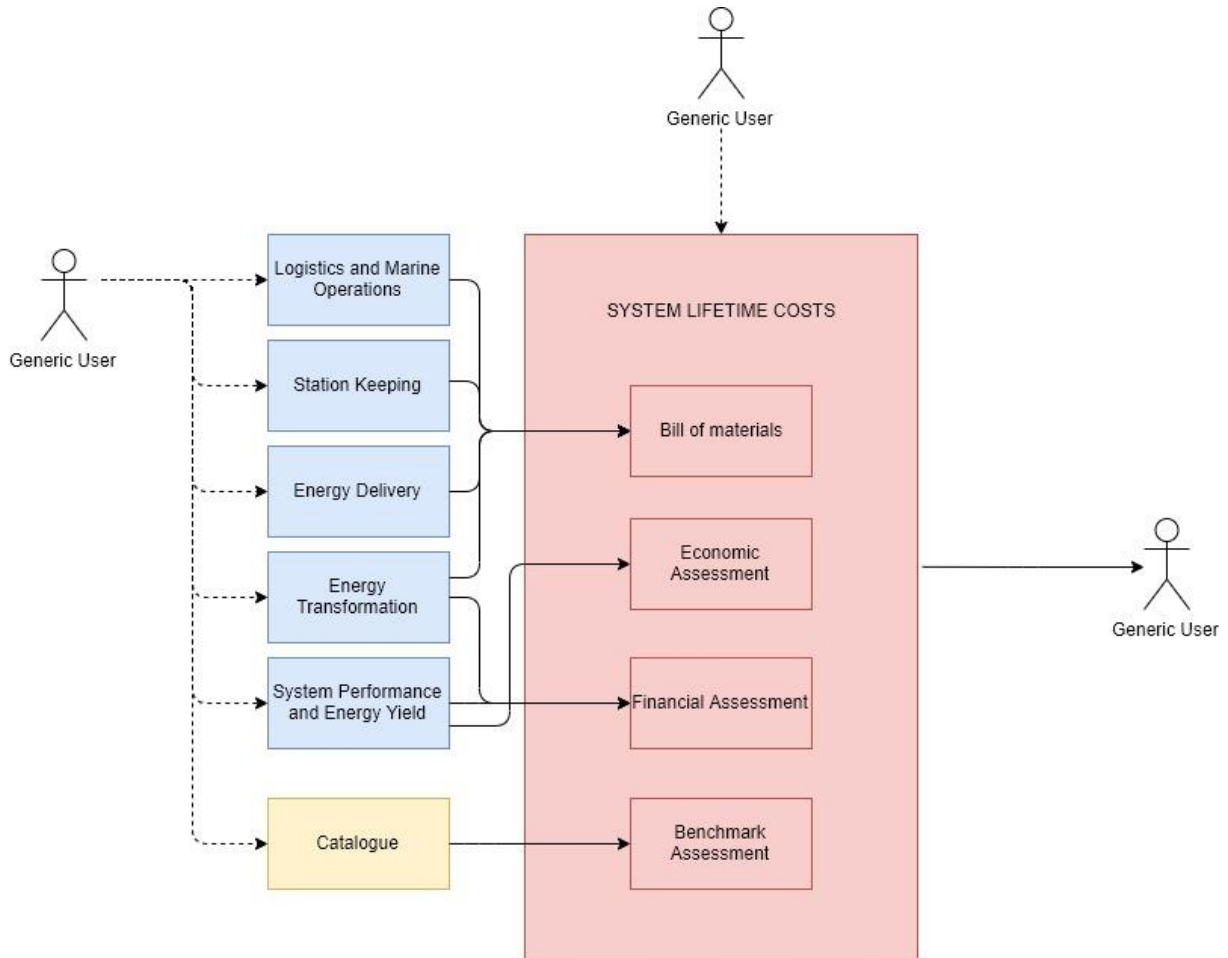 Generic User
Logistics and Marine
Operations
Generic User
SYSTEM LIFETIME COSTS
Station Keeping
Bill of materials
Energy Delivery
Economic
Assessment
Energy
Transformation
Generic User
System Performance
and Energy Yield
Financial Assessment
Catalogue
Benchmark
Assessment